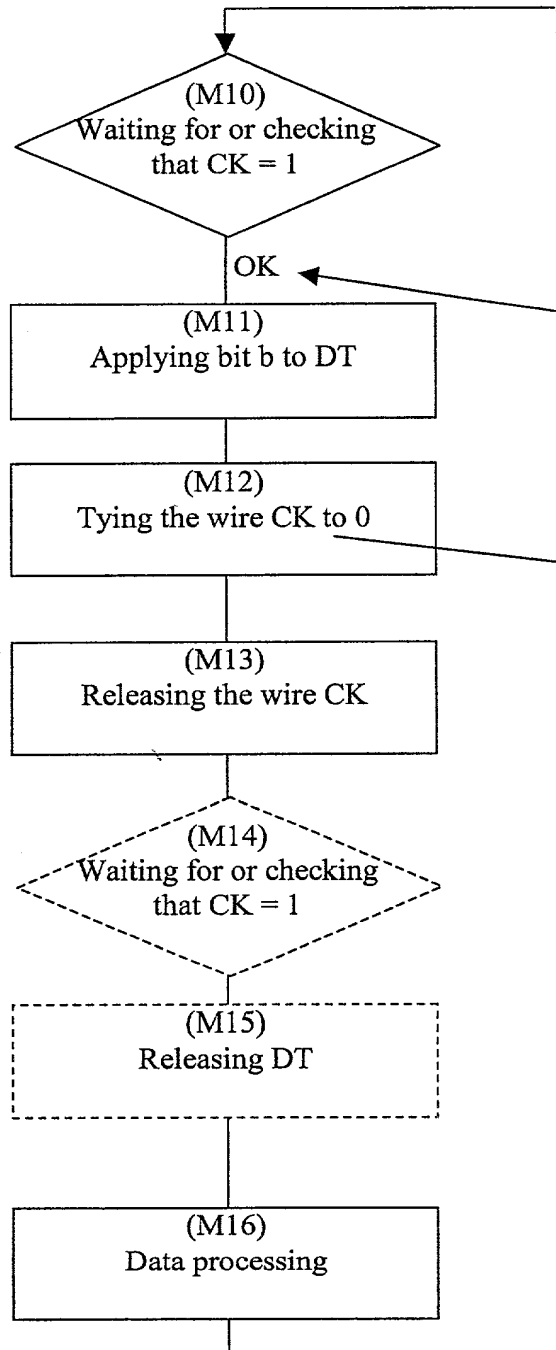 (M10)
Waiting for or checking
that CK = 1
OK
(M11)
Applying bit b to DT
(M12)
Tying the wire CK to 0
(M13)
Releasing the wire CK
(M14)
Waiting for or checking
that CK = 1
(M15)
Releasing DT
(M16)
Data processing